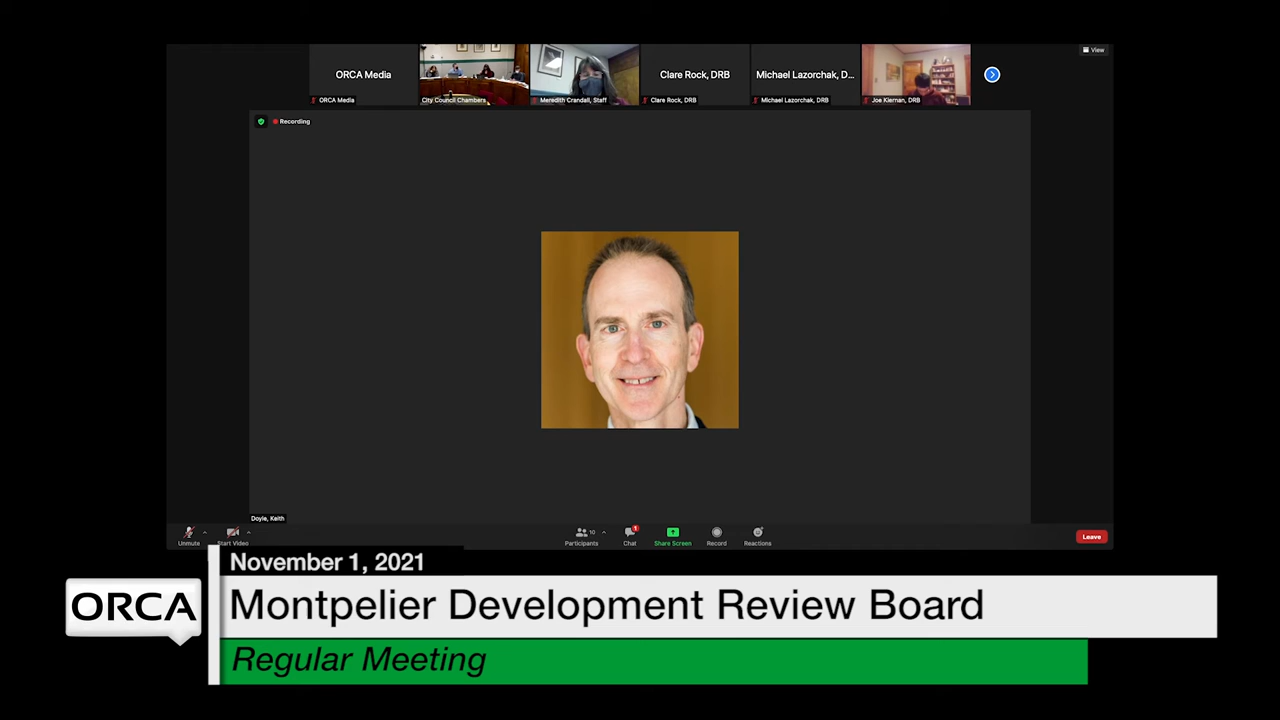 View
ORCA Media
Clare Rock, DRB
Michael Lazorchak, D...
ORCA Media
City Council Chambers
Meredith Crandall, Staff
Clare Rock, DRB
Michael Lazorchak, DRB
Joe Kiernan, DRB
Recording
Doyle, Keith
Unmute
Start Video
10
Participants
1
Chat
Share Screen
Record
Reactions
Leave
November 1, 2021
ORCA
Montpelier Development Review Board
Regular Meeting